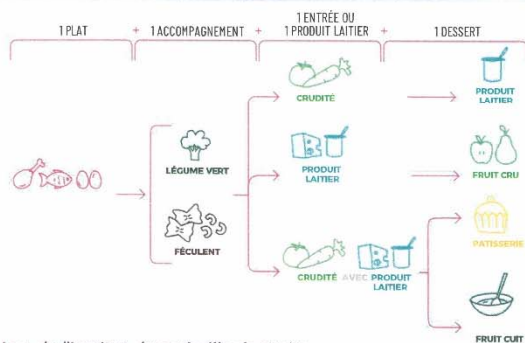 1 PLAT + 1 ACCOMPAGNEMENT + 1 ENTRÉE OU 1 PRODUIT LAITIER + 1 DESSERT
CRUDITÉ
PRODUIT LAITIER
LÉGUME VERT
PRODUIT LAITIER
FRUIT CRU
FÉCULENT
CRUDITÉ AVEC PRODUIT LAITIER
PATISSERIE
FRUIT CUIT